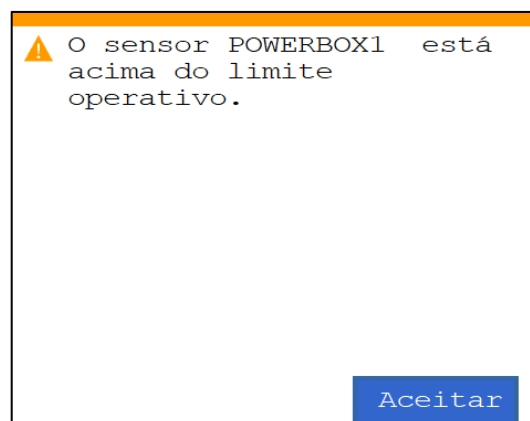 O sensor POWERBOX1  está
acima do limite
operativo.
Aceitar